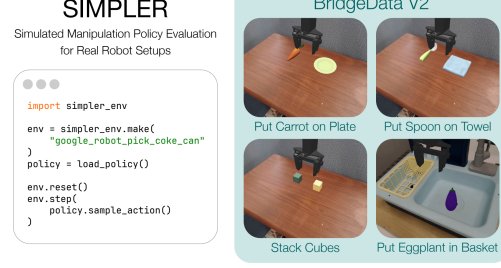 SIMPLER
Simulated Manipulation Policy Evaluation
for Real Robot Setups
import simpler_env
env = simpler_env.make(
"google_robot_pick_coke_can"
)
policy = load_policy()
env.reset()
env.step(
policy.sample_action()
)
BridgeData V2
Put Carrot on Plate
Put Spoon on Towel
Stack Cubes
Put Eggplant in Basket